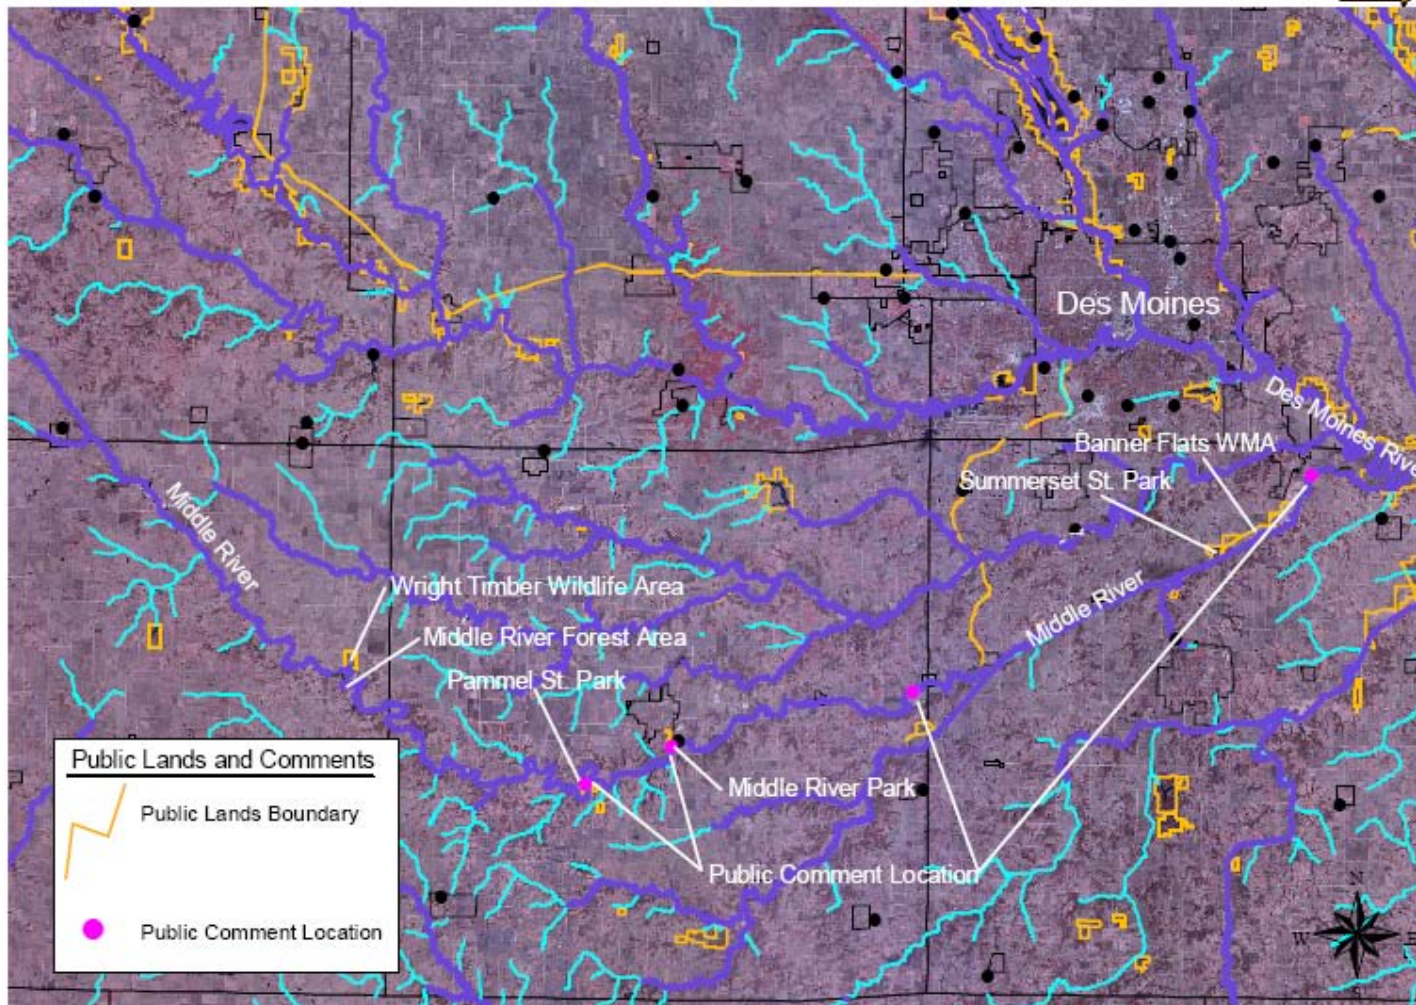 Des Moines
Des Moines Rive
Banner Flats WMA
Summerset St. Park
Middle River
Wright Timber Wildlife Area
Middle River
Middle River Forest Area
Pammel St. Park
Middle River Park
Public Comment Location
Public Lands and Comments
Public Lands Boundary
Public Comment Location
N
W
E